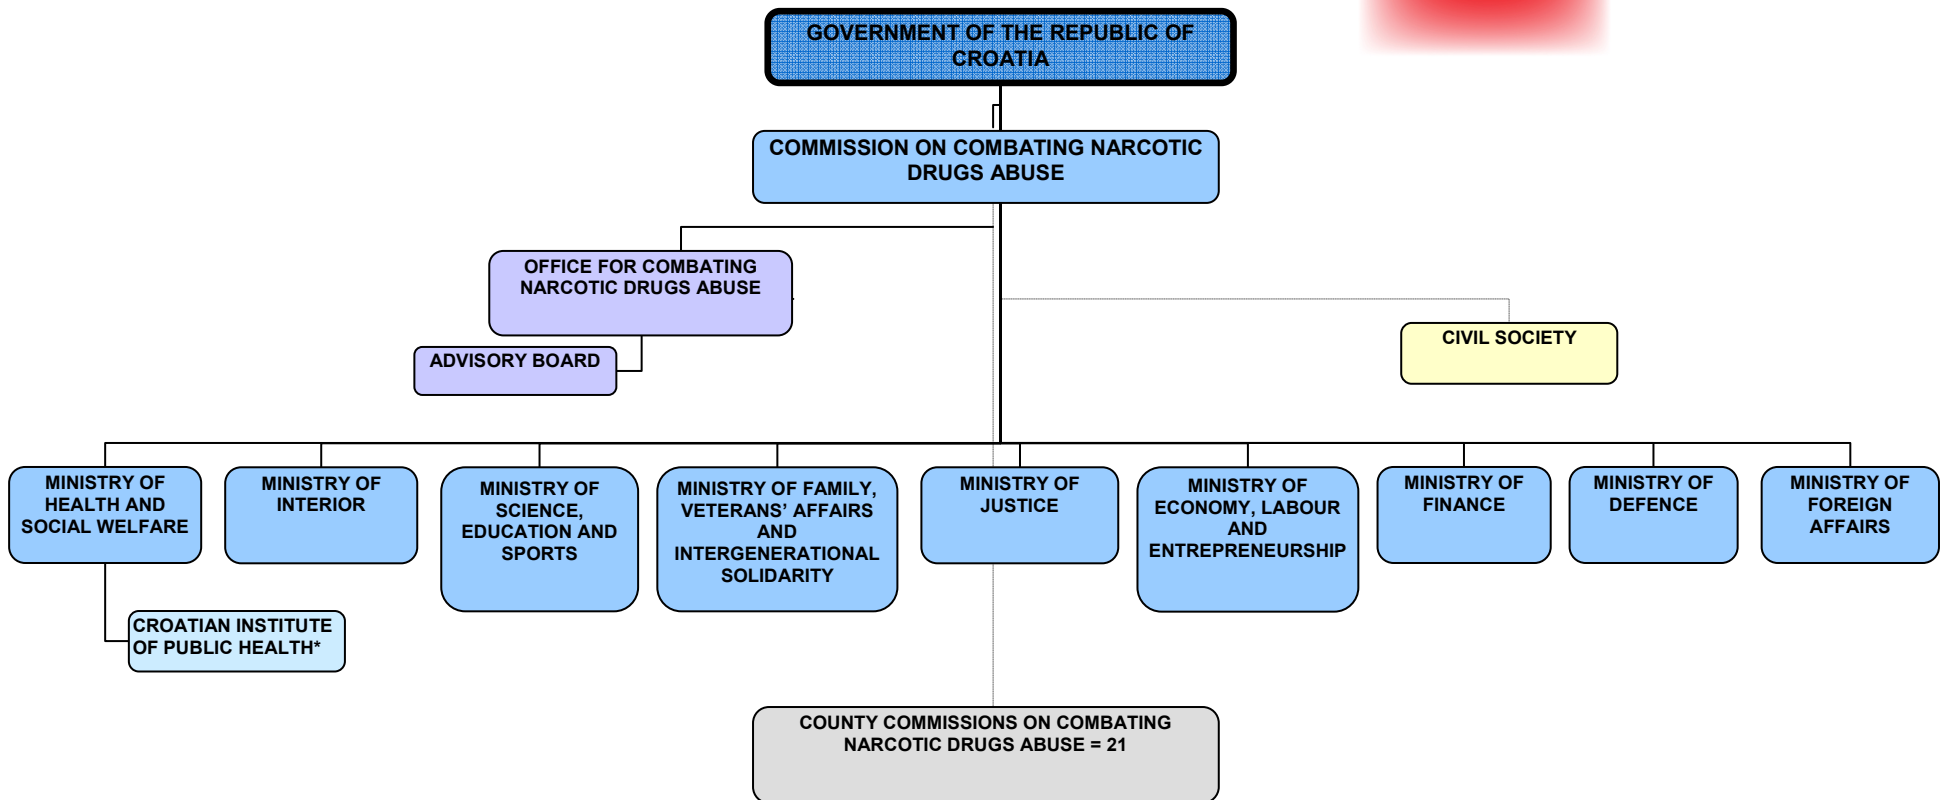 GOVERNMENT OF THE REPUBLIC OF
CROATIA
COMMISSION ON COMBATING NARCOTIC
DRUGS ABUSE
OFFICE FOR COMBATING
NARCOTIC DRUGS ABUSE
ADVISORY BOARD
CIVIL SOCIETY
MINISTRY OF
HEALTH AND
SOCIAL WELFARE
MINISTRY OF
INTERIOR
MINISTRY OF
SCIENCE,
EDUCATION AND
SPORTS
MINISTRY OF FAMILY,
VETERANS’ AFFAIRS
AND
INTERGENERATIONAL
SOLIDARITY
MINISTRY OF
JUSTICE
MINISTRY OF
ECONOMY, LABOUR
AND
ENTREPRENEURSHIP
MINISTRY OF
FINANCE
MINISTRY OF
DEFENCE
MINISTRY OF
FOREIGN
AFFAIRS
CROATIAN INSTITUTE
OF PUBLIC HEALTH*
COUNTY COMMISSIONS ON COMBATING
NARCOTIC DRUGS ABUSE = 21